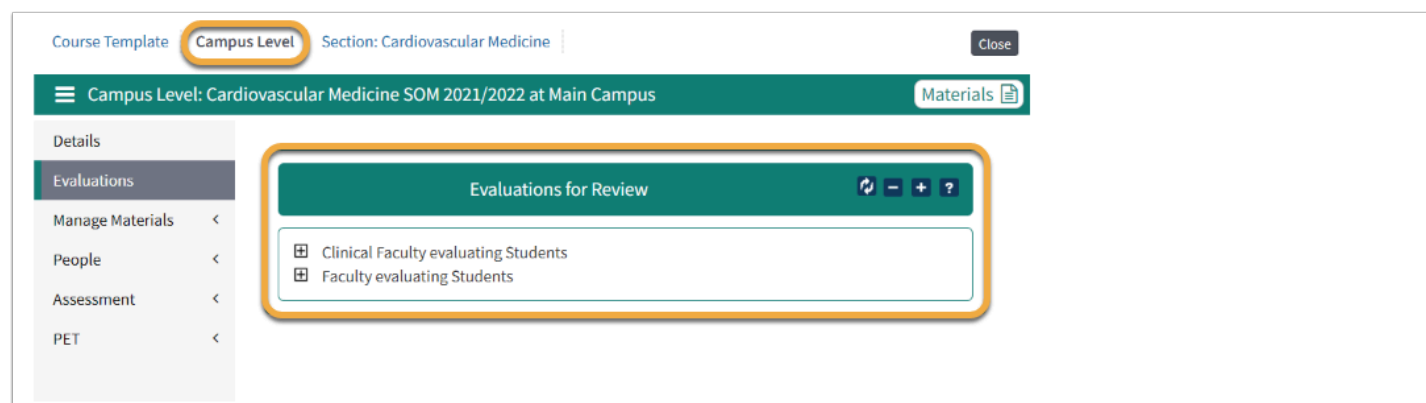 Course Template Campus Level Section: Cardiovascular Medicine Close
Campus Level: Cardiovascular Medicine SOM 2021/2022 at Main Campus Materials
Details
Evaluations
Manage Materials
People
Assessment
PET
Evaluations for Review
Clinical Faculty evaluating Students
Faculty evaluating Students